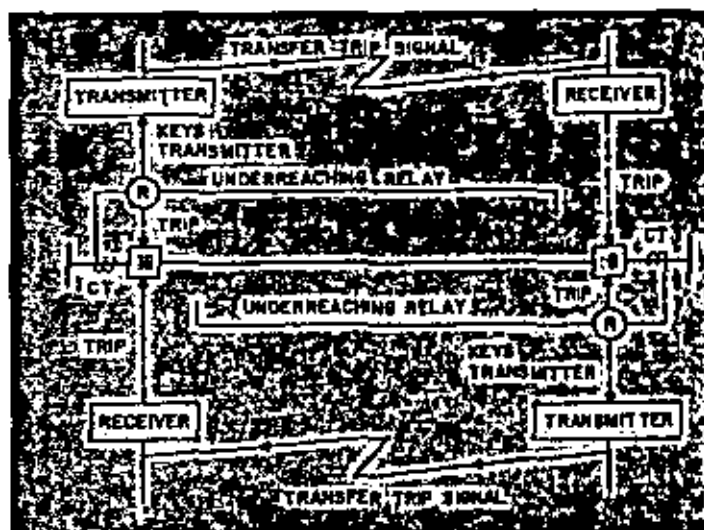 TRANSFER TRIP SIGNAL
TRANSMITTER
RECEIVER
KEYS
TRANSMITTER
R
UNDERREACHING RELAY
TRIP
TRIP
CT
CT
UNDERREACHING RELAY
TRIP
R
TRIP
KEYS
TRANSMITTER
RECEIVER
TRANSMITTER
TRANSFER TRIP SIGNAL